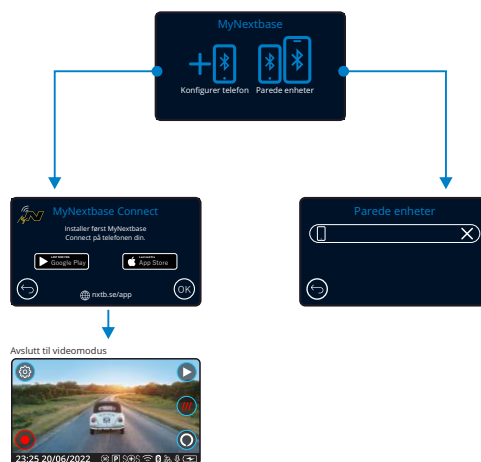 MyNextbase
Konfigurer telefon
Parede enheter
MyNextbase Connect
Installer først MyNextbase
Connect på telefonen din.
Google Play
App Store
OK
nxtb.se/app
Parede enheter
Avslutt til videomodus
23:25 20/06/2022